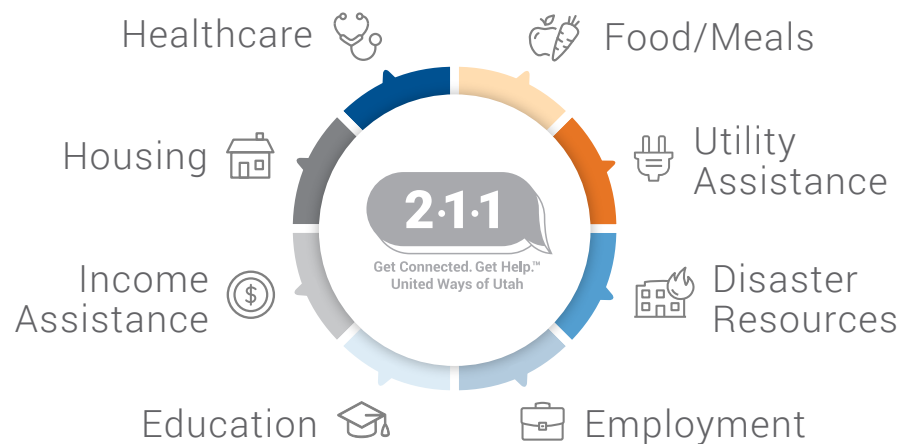 Healthcare
Food/Meals
Housing
Utility
Assistance
2·1·1
Get Connected. Get Help.™
United Ways of Utah
Income
Assistance
$
Disaster
Resources
Education
Employment